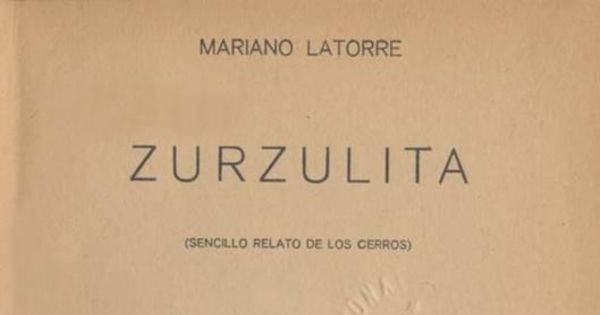 MARIANO LATORRE
ZURZULITA
(SENCILLO RELATO DE LOS CERROS)